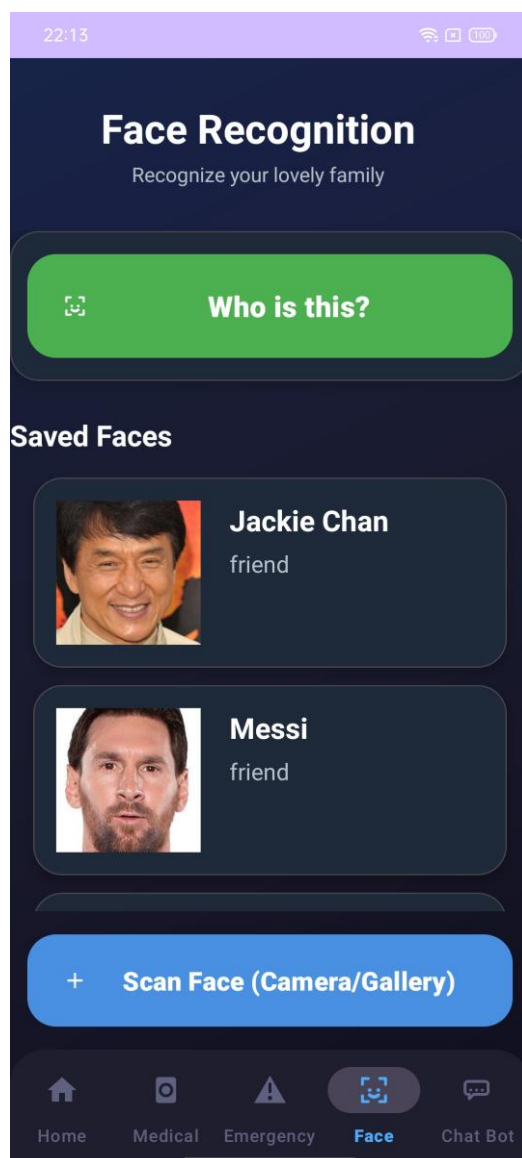 22:13
100
Face Recognition
Recognize your lovely family
Who is this?
Saved Faces
Jackie Chan
friend
Messi
friend
+ Scan Face (Camera/Gallery)
Home Medical Emergency Face Chat Bot